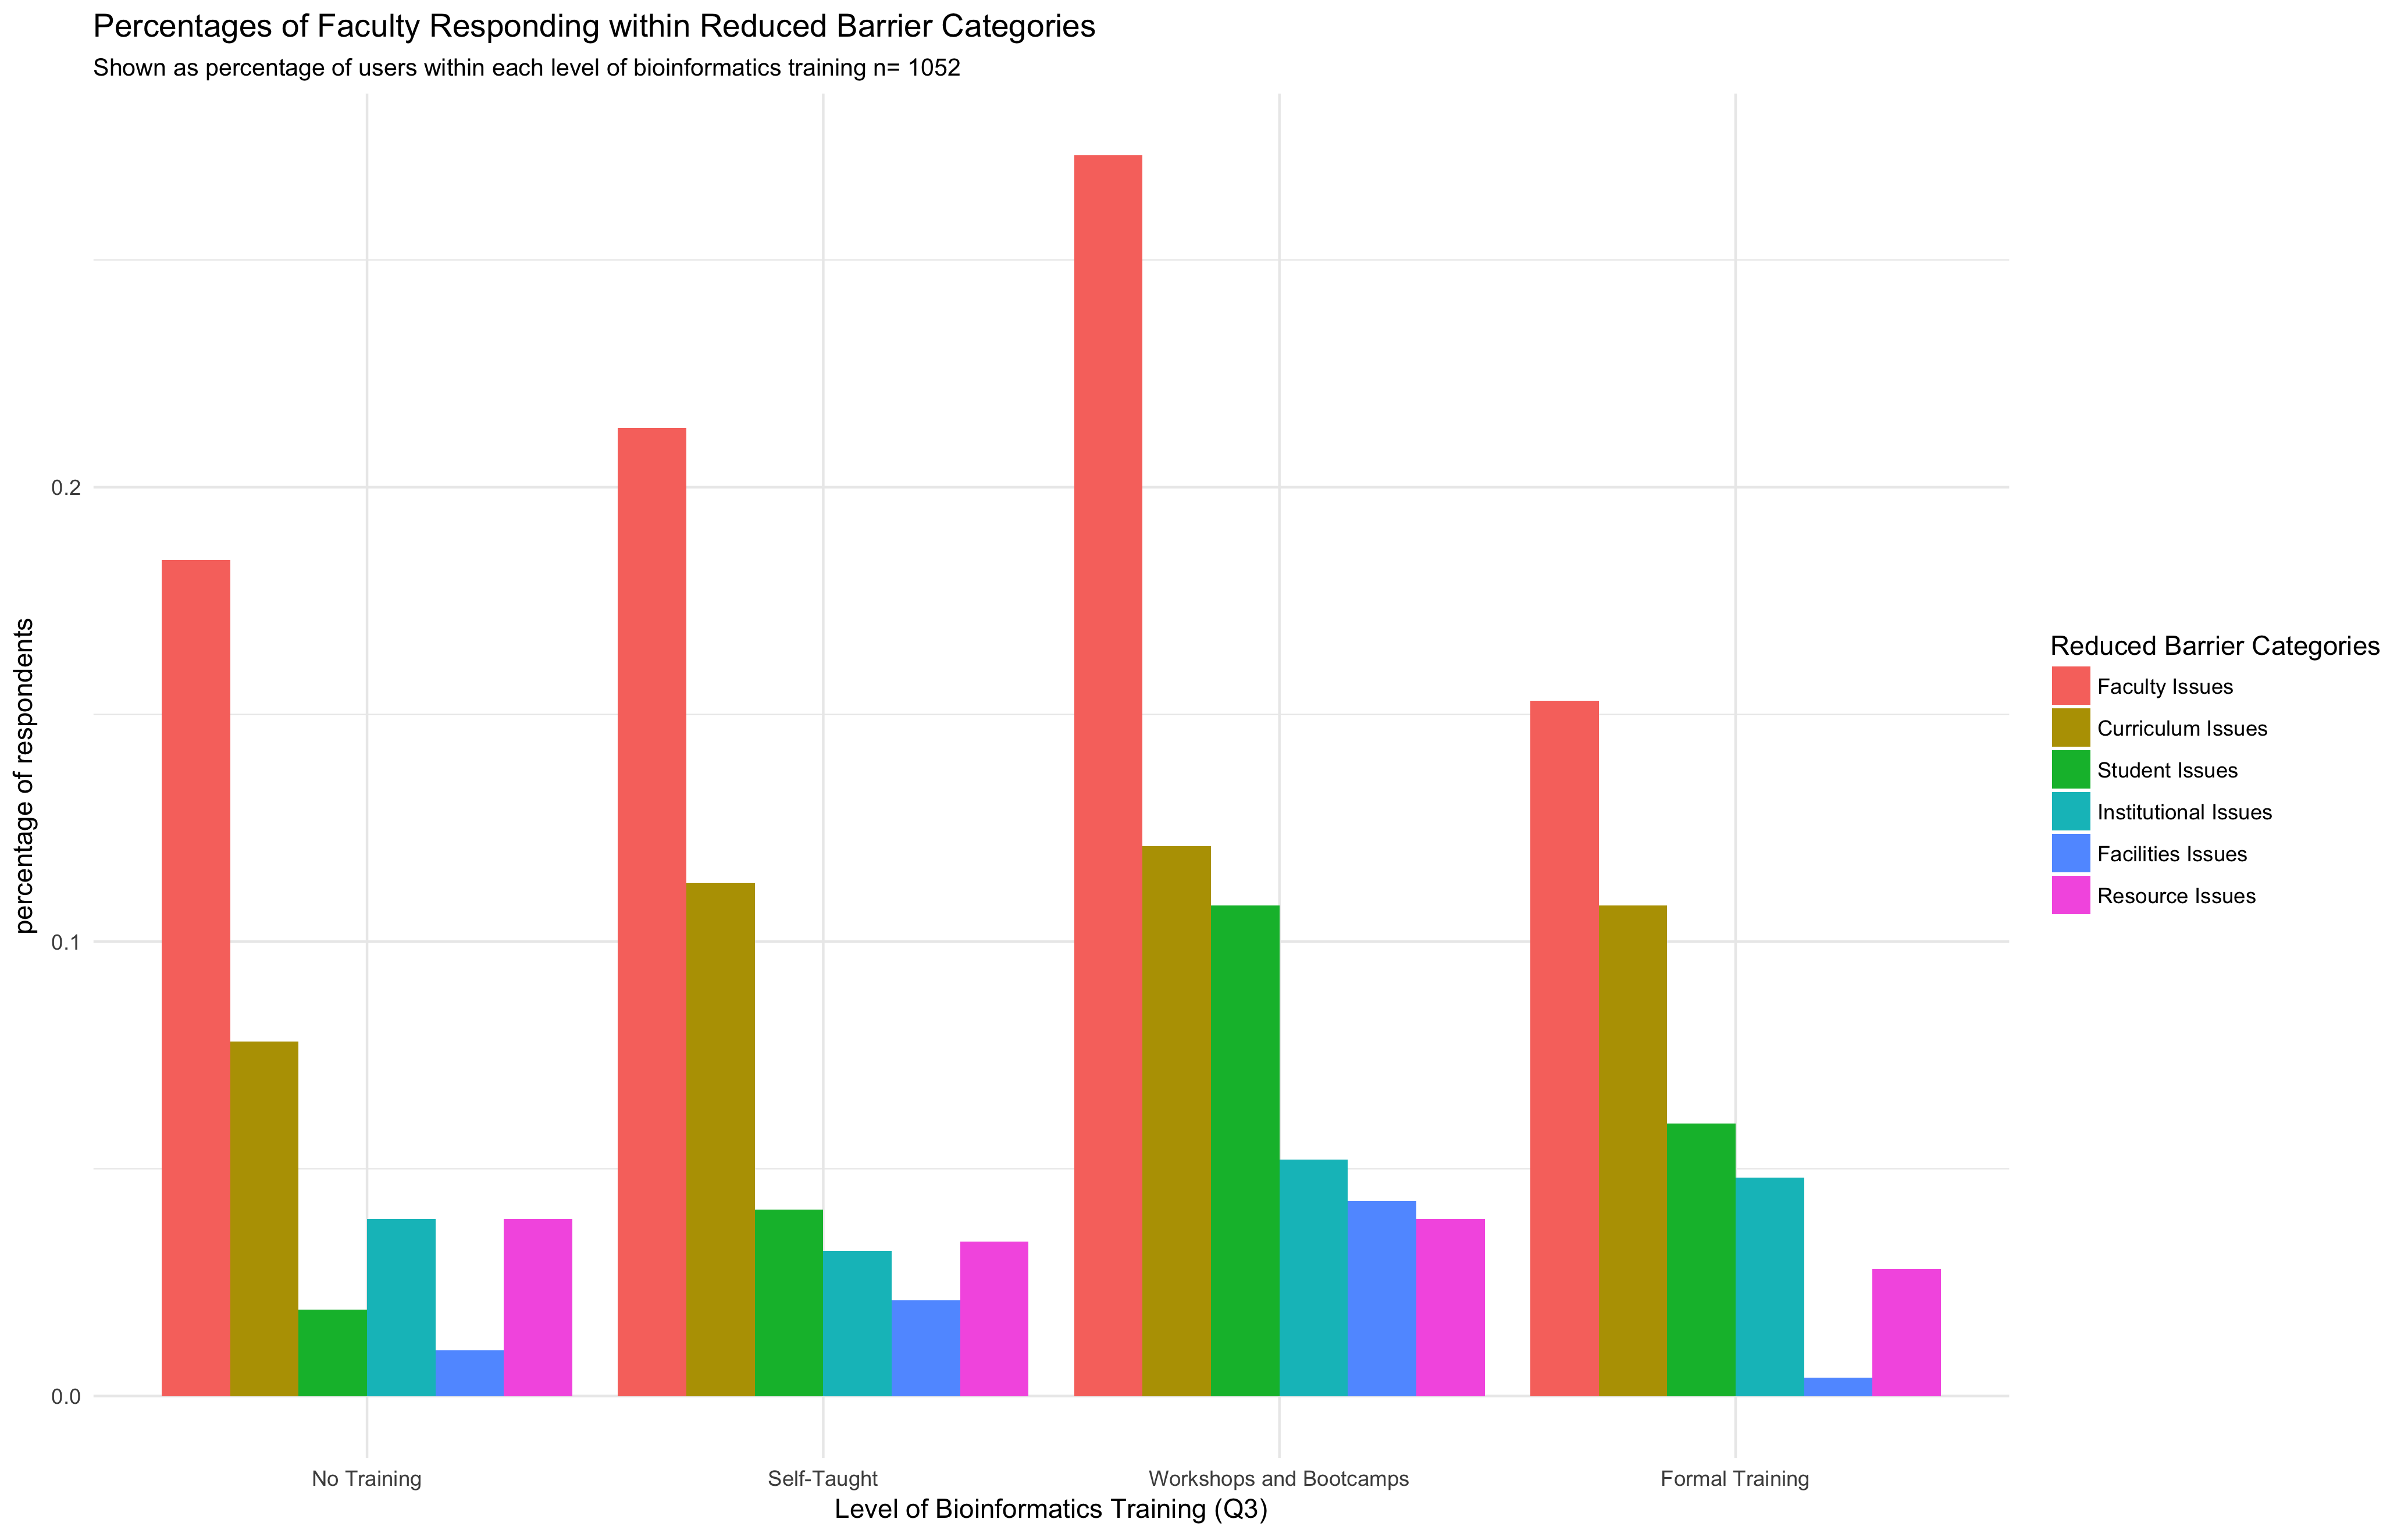 Percentages of Faculty Responding within Reduced Barrier Categories
Shown as percentage of users within each level of bioinformatics training n= 1052
percentage of respondents
0.2
0.1
0.0
No Training
Self-Taught
Workshops and Bootcamps
Formal Training
Level of Bioinformatics Training (Q3)
Reduced Barrier Categories
Faculty Issues
Curriculum Issues
Student Issues
Institutional Issues
Facilities Issues
Resource Issues